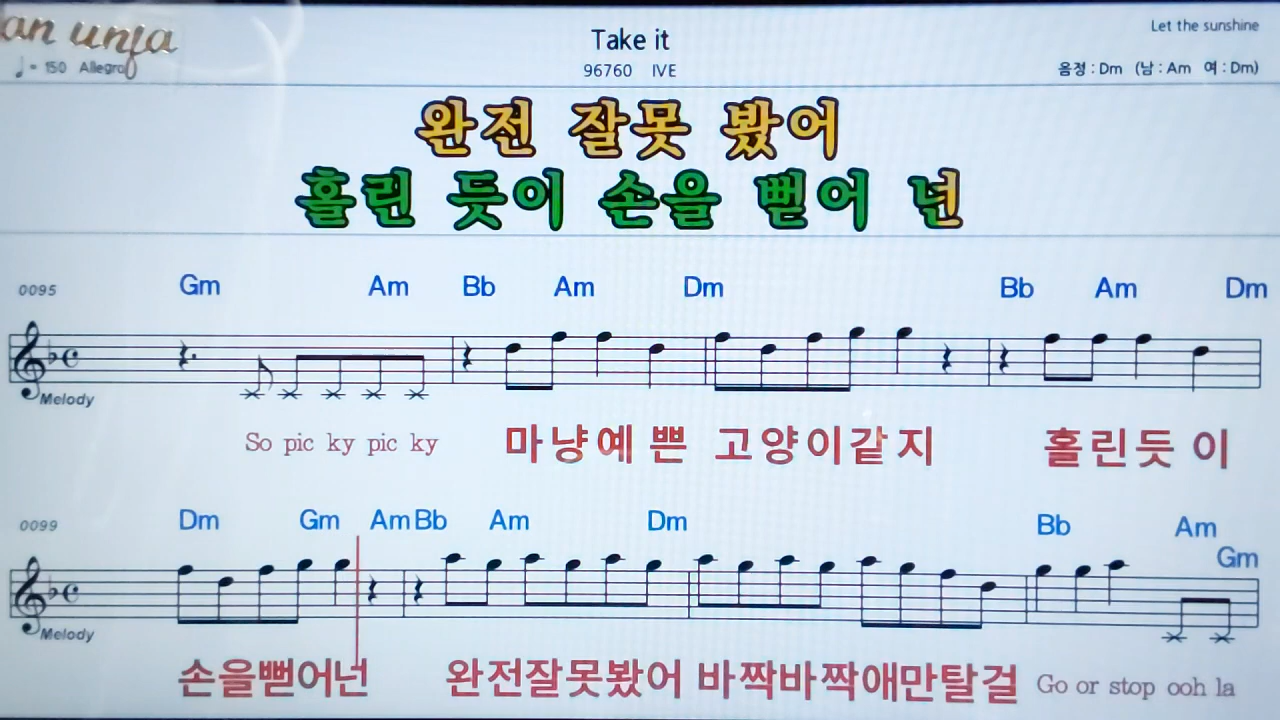 an unja
Take it
Let the sunshine
♩ = 150 Allegro
96760 IVE
음정 : Dm (남 : Am 여 : Dm)
완전 잘못 봤어
홀린 듯이 손을 뻗어 넌
0095 Gm Am Bb Am Dm Bb Am Dm
Melody
So pic ky pic ky 마냥예쁜 고양이같지 홀린듯 이
0099 Dm Gm Am Bb Am Dm Bb Am Gm
Melody
손을뻗어넌 완전잘못봤어 바짝바짝애만탈걸 Go or stop ooh la